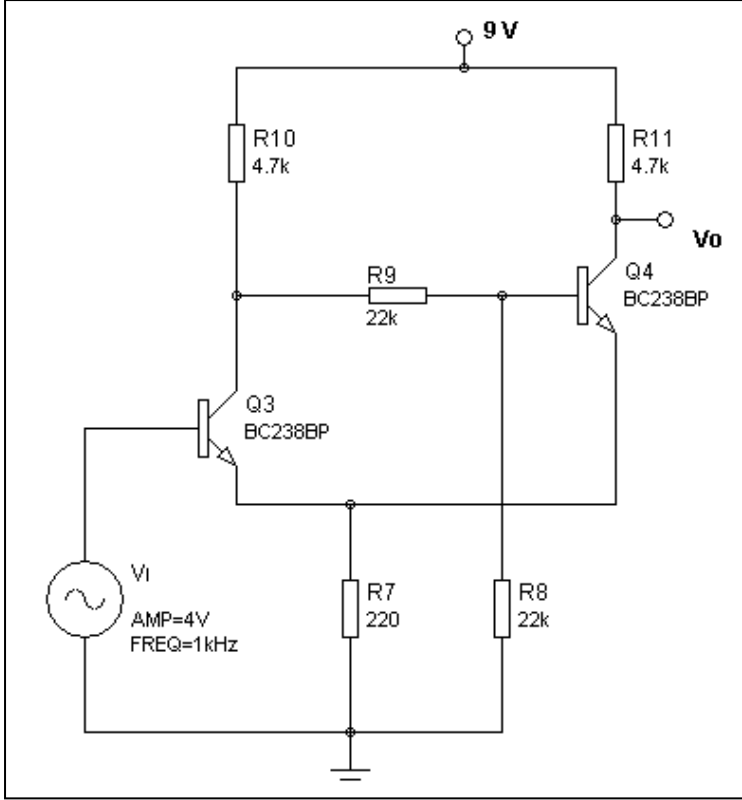 9 V
R10
4.7k
R11
4.7k
Vo
R9
22k
Q4
BC238BP
Q3
BC238BP
VI
AMP=4V
FREQ=1kHz
R7
220
R8
22k